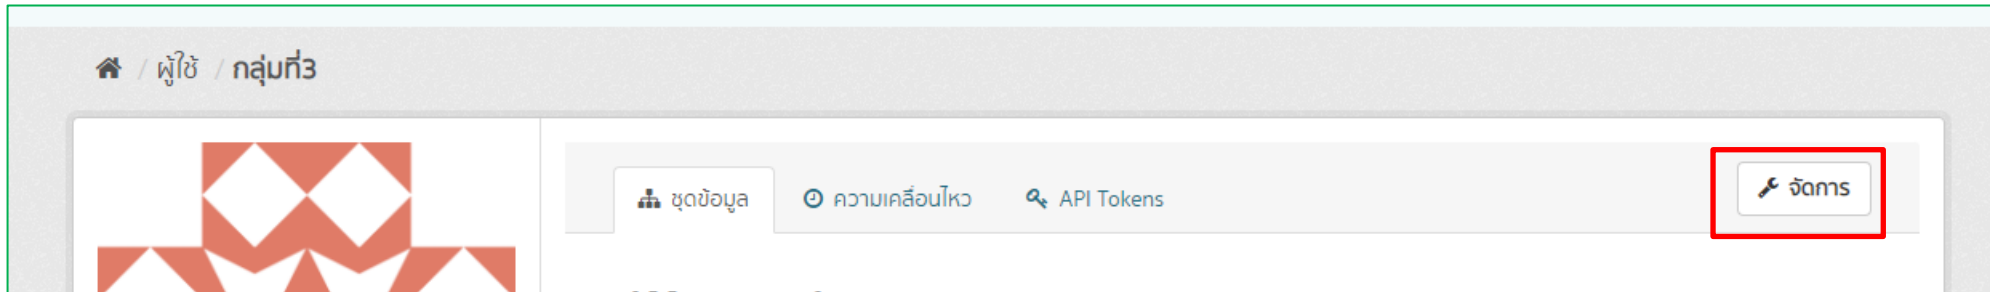 / ผู้ใช้ / กลุ่มที่3
ชุดข้อมูล ความเคลื่อนไหว API Tokens จัดการ